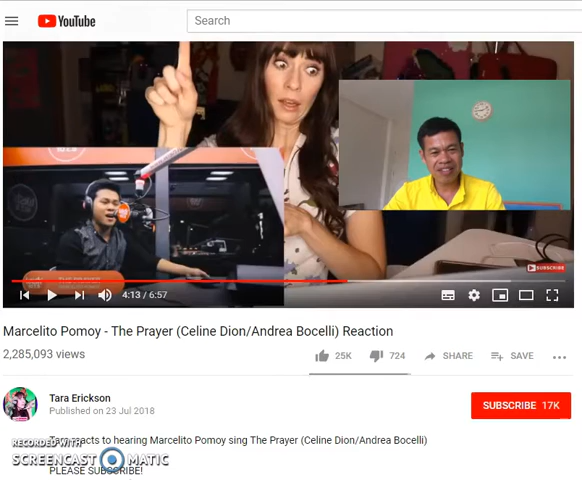 YouTube
Search
SUBSCRIBE
4:13 / 6:57
Marcelito Pomoy - The Prayer (Celine Dion/Andrea Bocelli) Reaction
2,285,093 views
25K
724
SHARE
SAVE
Tara Erickson
Published on 23 Jul 2018
SUBSCRIBE 17K
Tara reacts to hearing Marcelito Pomoy sing The Prayer (Celine Dion/Andrea Bocelli)
RECORDED WITH
SCREENCAST MATIC
PLEASE SUBSCRIBE!